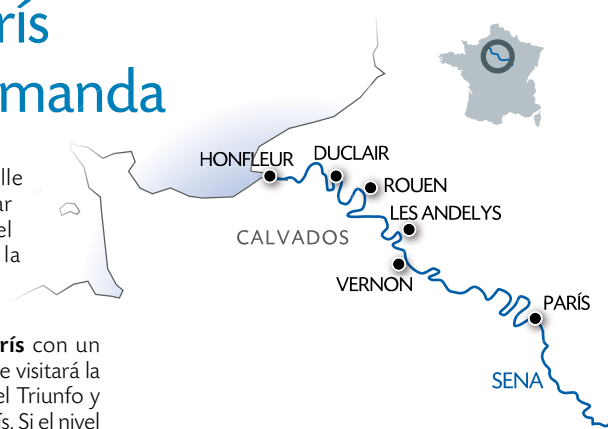 rís
manda
lle
ar
el
la
rís con un
e visitará la
el Triunfo y
ís. Si el nivel
HONFLEUR
DUCLAIR
ROUEN
LES ANDELYS
CALVADOS
VERNON
PARÍS
SENA